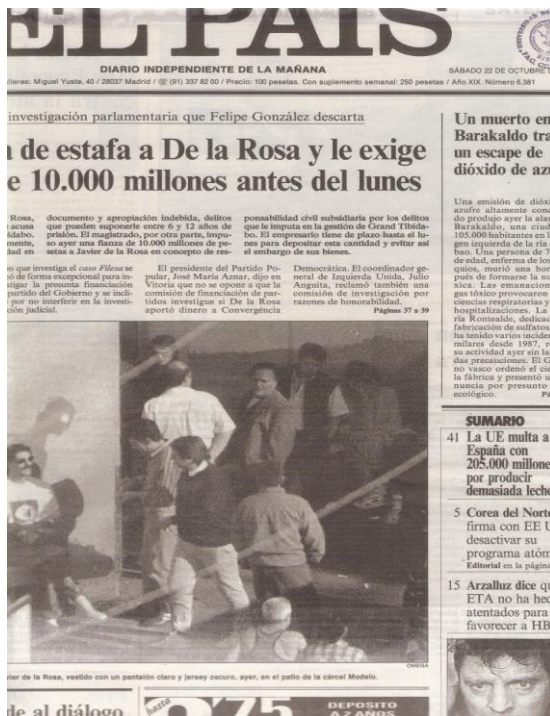 EL PAIS
DIARIO INDEPENDIENTE DE LA MAÑANA
SÁBADO 22 DE OCTUBRE
Miguel Yuste, 40 / 28037 Madrid / (91) 337 82 00 / Precio: 100 pesetas. Con suplemento semanal: 250 pesetas / Año XIX. Número 6.381
investigación parlamentaria que Felipe González descarta
de estafa a De la Rosa y le exige
10.000 millones antes del lunes
Rosa,
acusa
documento y apropiación indebida, delitos
que pueden suponerle entre 6 y 12 años de
prisión. El magistrado, por otra parte, impu-
so ayer una fianza de 10.000 millones de pe-
setas a Javier de la Rosa en concepto de res-
ponsabilidad civil subsidiaria por los delitos
que le imputa en la gestión de Grand Tibida-
bo. El empresario tiene de plazo hasta el lu-
nes para depositar esta cantidad y evitar así
el embargo de sus bienes.
en que investiga el caso Filesa se
de forma excepcional para in-
la presunta financiación
partido del Gobierno y se incli-
por no interferir en la investi-
ción judicial.
El presidente del Partido Po-
pular, José María Aznar, dijo en
Vitoria que no se opone a que la
comisión de financiación de par-
tidos investigue si De la Rosa
aportó dinero a Convergència
Democrática. El coordinador ge-
neral de Izquierda Unida, Julio
Anguita, reclamó también una
comisión de investigación por
razones de honorabilidad.
Páginas 37 a 39
OMEGA
de la Rosa, vestido con un pantalón claro y jersey oscuro, ayer, en el patio de la cárcel Modelo.
de al diálogo
hasta
DEPOSITO
A 7 AÑOS
Un muerto en
Barakaldo tra
un escape de
dióxido de azu
Una emisión de dióxi
azufre altamente conc
do produjo ayer la alar
Barakaldo, una ciud
105.000 habitantes en l
gen izquierda de la ría
bao. Una persona de 7
de edad, enferma de
quios, murió una hor
pués de formarse la nu
xica. Las emanacion
gas tóxico provocaron
ciencias respiratorias y
hospitalizaciones. La
ría Rontealde, dedica
fabricación de sulfatos
ha tenido varios incide
milares desde 1987, r
su actividad ayer sin la
das precauciones. El G
no vasco ordenó el cie
la fábrica y presentó
nuncia por presunto
ecológico.
SUMARIO
41 La UE multa a
España con
205.000 millone
por producir
demasiada leche
5 Corea del Norte
firma con EE U
desactivar su
programa atóm
Editorial en la página
15 Arzalluz dice qu
ETA no ha hec
atentados para
favorecer a HB